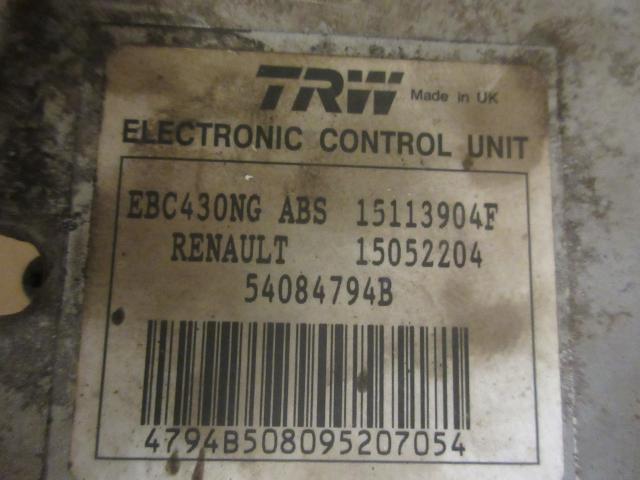 TRW Made in UK
ELECTRONIC CONTROL UNIT
EBC430NG ABS 15113904F
RENAULT 15052204
54084794B
4794B508095207054